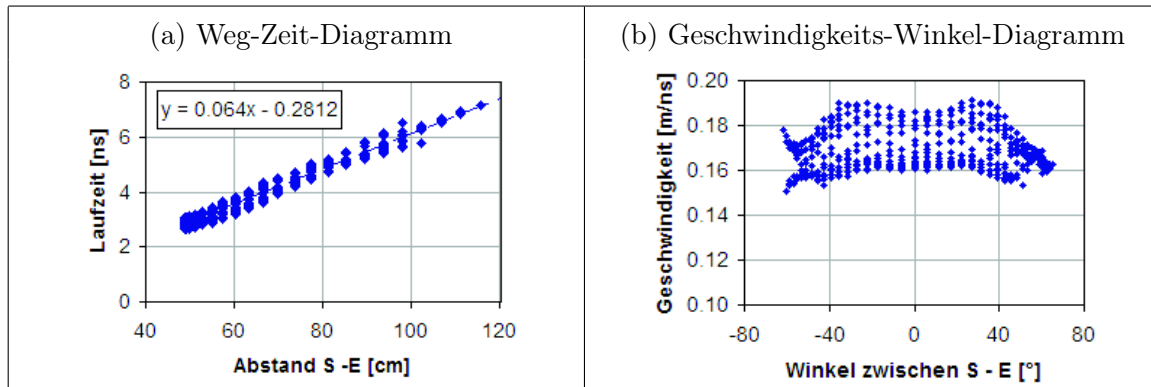 (a) Weg-Zeit-Diagramm
y = 0.064x - 0.2812
Laufzeit [ns]
8
6
4
2
0
40 60 80 100 120
Abstand S -E [cm]
(b) Geschwindigkeits-Winkel-Diagramm
Geschwindigkeit [m/ns]
0.20
0.18
0.16
0.14
0.12
0.10
-80 -40 0 40 80
Winkel zwischen S - E [°]